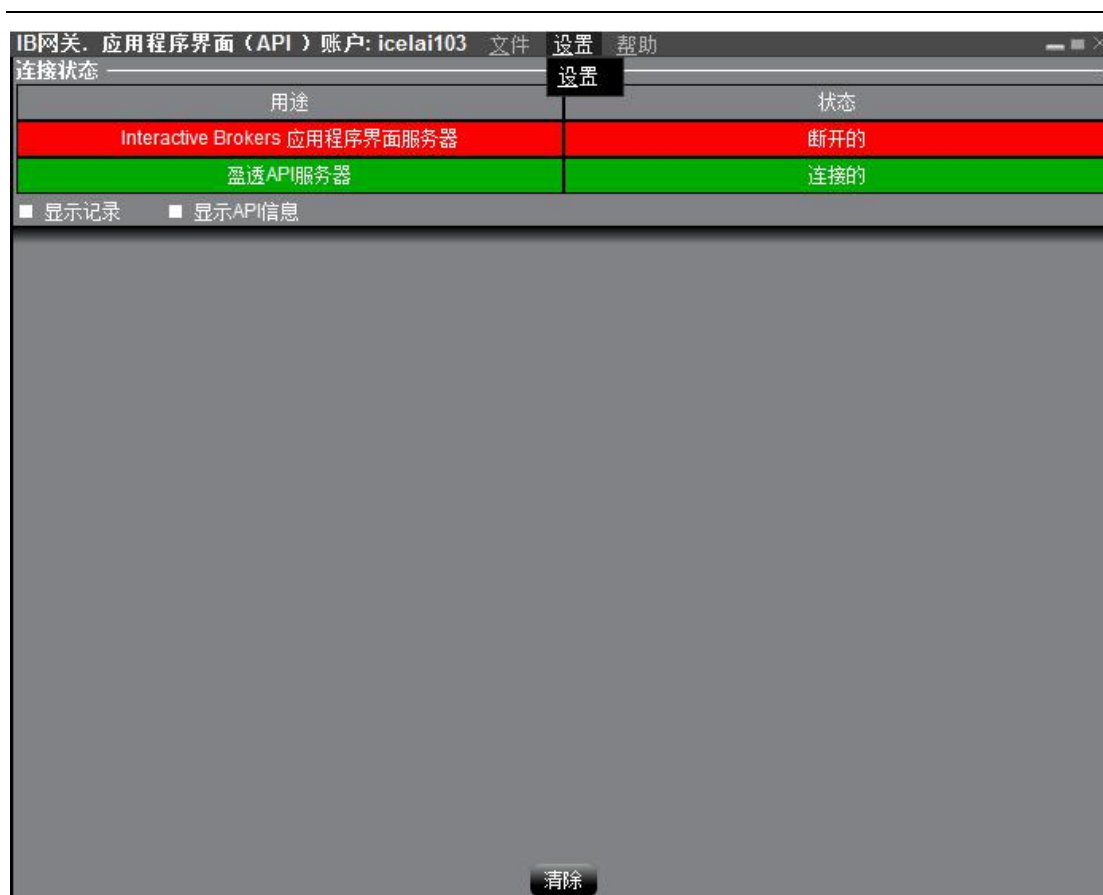 IB网关. 应用程序界面（API ）账户: icelai103 文件 设置 帮助
连接状态
设置
用途 状态
Interactive Brokers 应用程序界面服务器 断开的
盈透API服务器 连接的
显示记录 显示API信息
清除